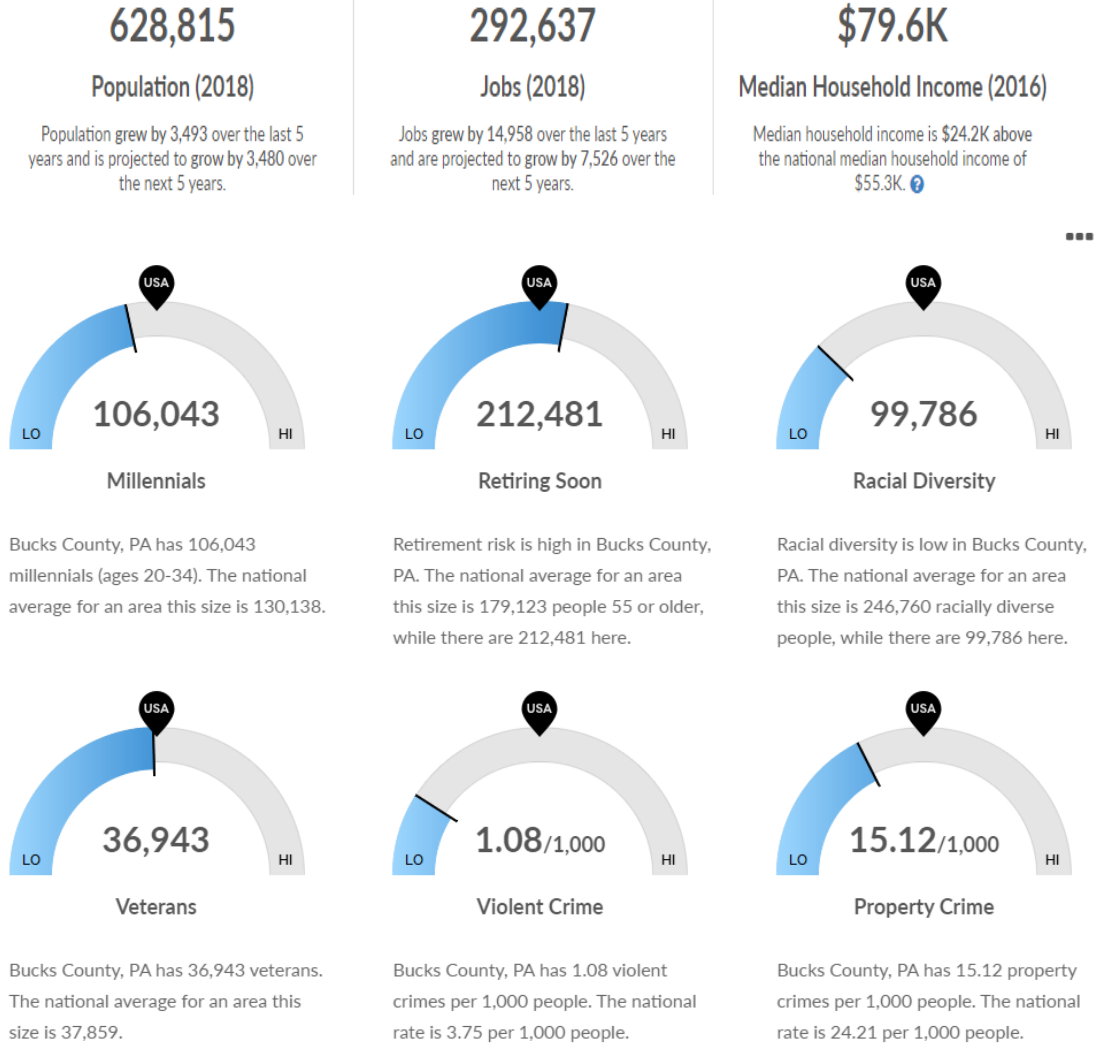 628,815
Population (2018)
Population grew by 3,493 over the last 5
years and is projected to grow by 3,480 over
the next 5 years.
292,637
Jobs (2018)
Jobs grew by 14,958 over the last 5 years
and are projected to grow by 7,526 over the
next 5 years.
$79.6K
Median Household Income (2016)
Median household income is $24.2K above
the national median household income of
$55.3K. ?
USA
LO
106,043
HI
Millennials
Bucks County, PA has 106,043
millennials (ages 20-34). The national
average for an area this size is 130,138.
USA
LO
212,481
HI
Retiring Soon
Retirement risk is high in Bucks County,
PA. The national average for an area
this size is 179,123 people 55 or older,
while there are 212,481 here.
USA
LO
99,786
HI
Racial Diversity
Racial diversity is low in Bucks County,
PA. The national average for an area
this size is 246,760 racially diverse
people, while there are 99,786 here.
USA
LO
36,943
HI
Veterans
Bucks County, PA has 36,943 veterans.
The national average for an area this
size is 37,859.
USA
LO
1.08/1,000
HI
Violent Crime
Bucks County, PA has 1.08 violent
crimes per 1,000 people. The national
rate is 3.75 per 1,000 people.
USA
LO
15.12/1,000
HI
Property Crime
Bucks County, PA has 15.12 property
crimes per 1,000 people. The national
rate is 24.21 per 1,000 people.